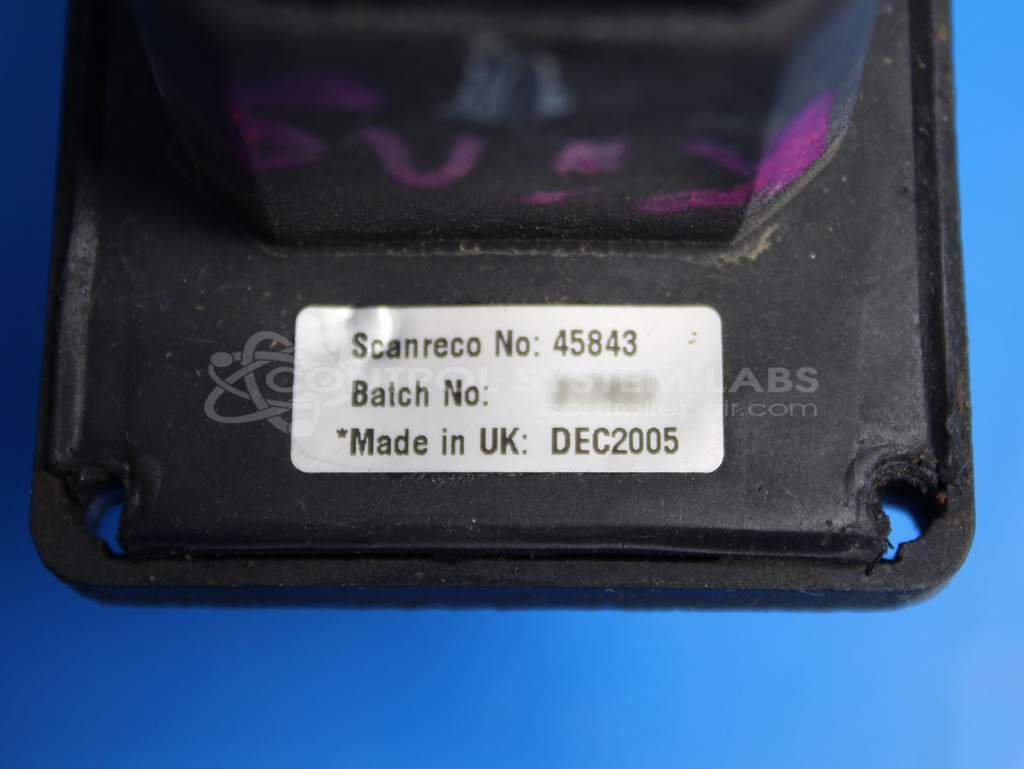 Scanreco No: 45843
Batch No:
*Made in UK: DEC2005
CONTROL SYSTEM LABS
controlrepair.com